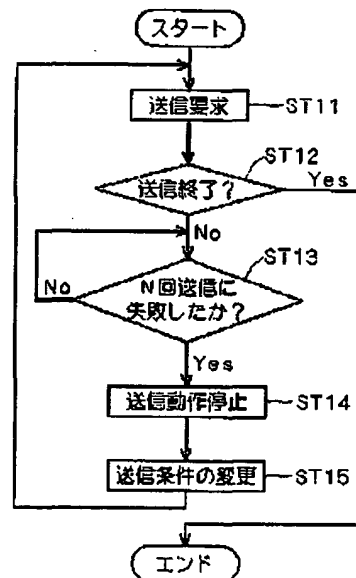 スタート
送信要求
ST11
ST12
送信終了?
Yes
No
ST13
N回送信に
失敗したか?
No
Yes
送信動作停止
ST14
送信条件の変更
ST15
エンド